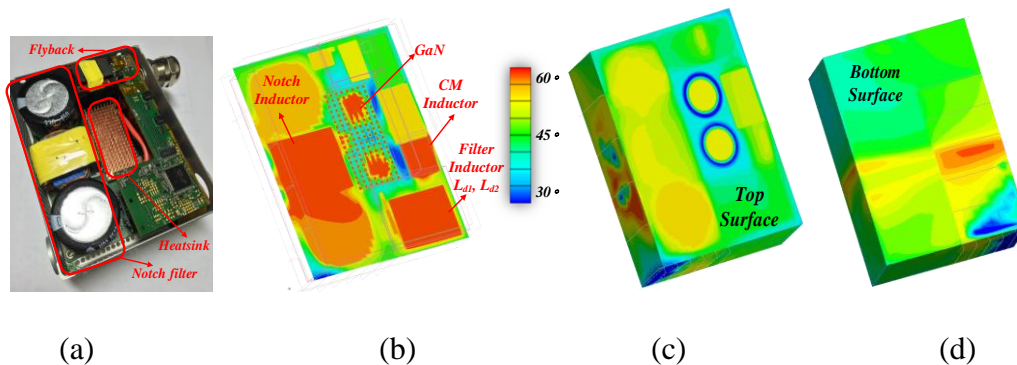 Flyback
Heatsink
Notch filter
GaN
Notch
Inductor
CM
Inductor
Filter
Inductor
Ld1, Ld2
60°
45°
30°
Top
Surface
Bottom
Surface
(a)
(b)
(c)
(d)